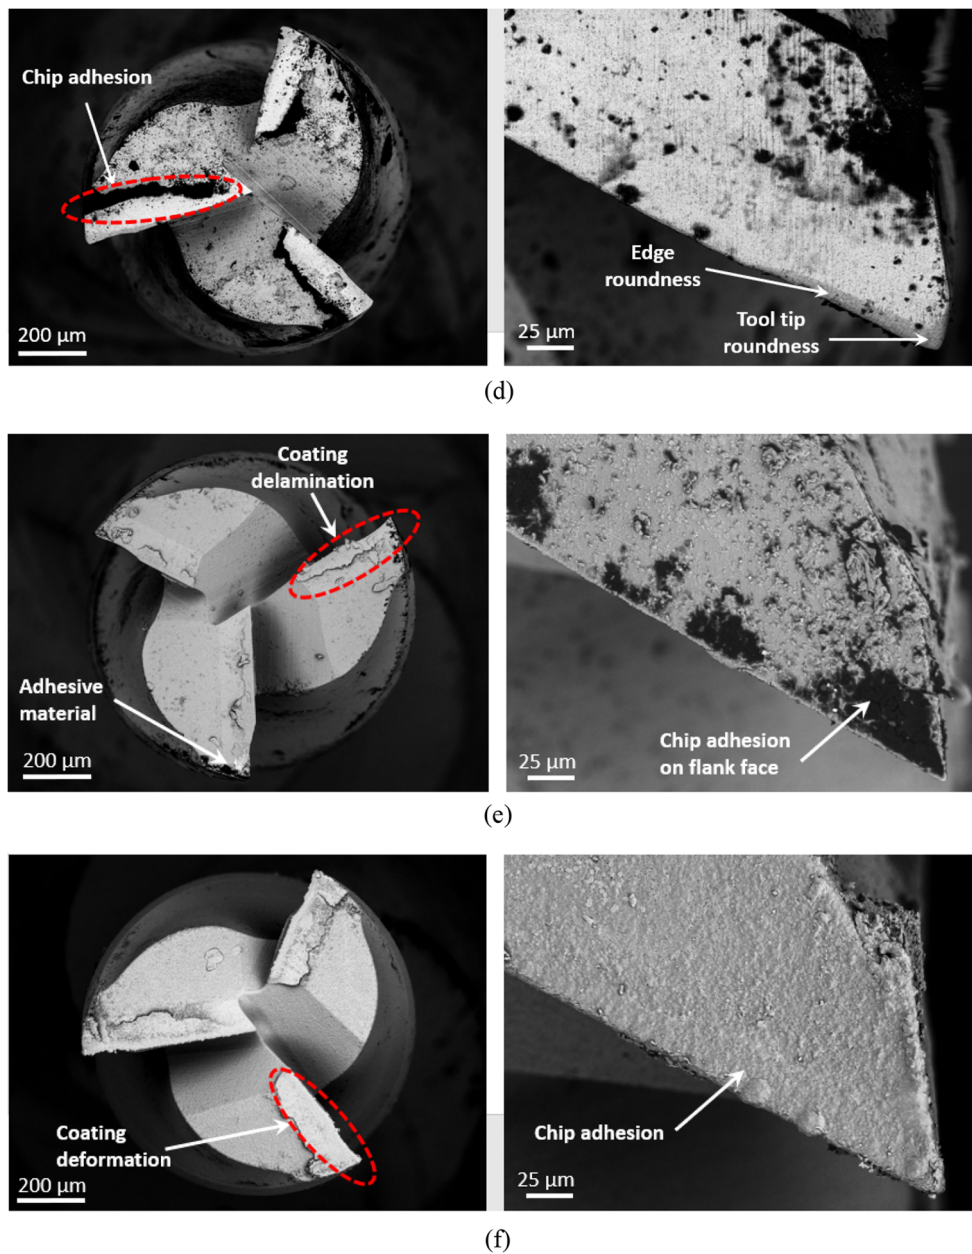 Chip adhesion
200 µm
Edge
roundness
Tool tip
roundness
25 µm
(d)
Coating
delamination
Adhesive
material
200 µm
Chip adhesion
on flank face
25 µm
(e)
Coating
deformation
200 µm
Chip adhesion
25 µm
(f)